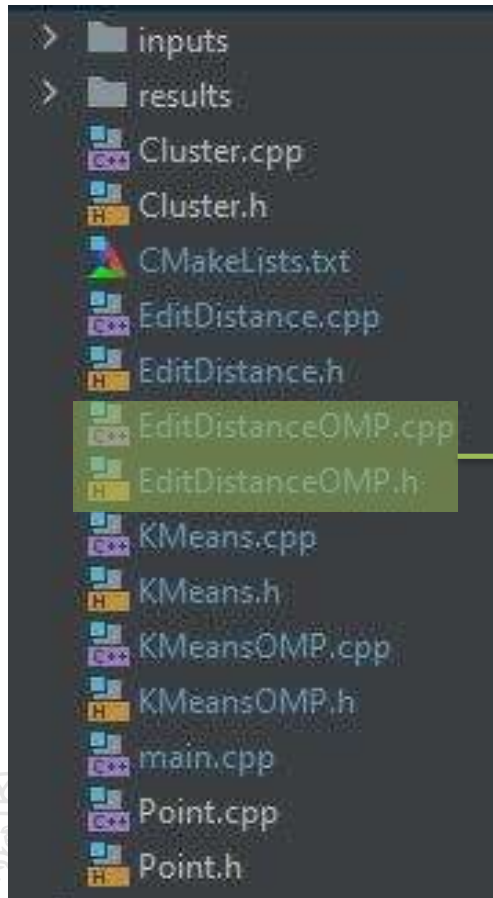 inputs
results
C++ Cluster.cpp
H Cluster.h
CMakeLists.txt
C++ EditDistance.cpp
H EditDistance.h
C++ EditDistanceOMP.cpp
H EditDistanceOMP.h
C++ KMeans.cpp
H KMeans.h
C++ KMeansOMP.cpp
H KMeansOMP.h
C++ main.cpp
C++ Point.cpp
H Point.h